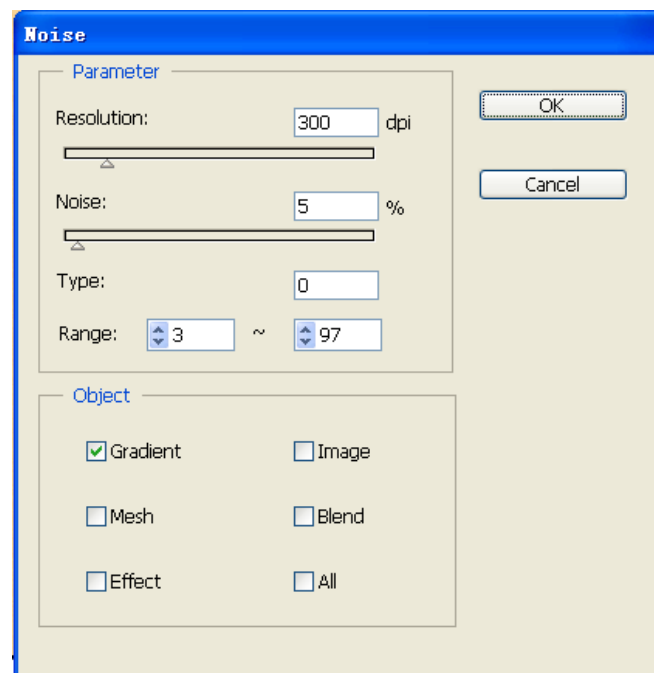 Noise
Parameter
Resolution: 300 dpi
OK
Noise: 5 %
Cancel
Type: 0
Range: 3 ~ 97
Object
Gradient Image
Mesh Blend
Effect All